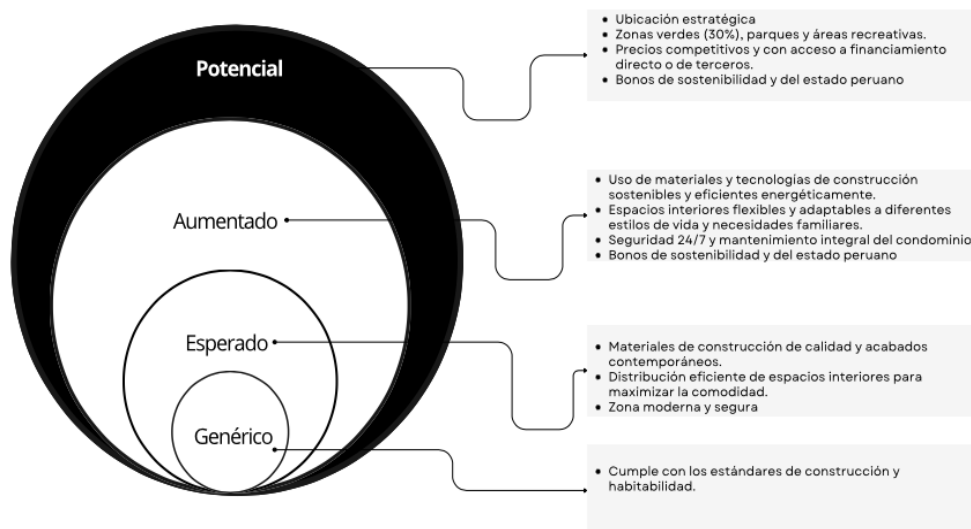 Potencial
• Ubicación estratégica
• Zonas verdes (30%), parques y áreas recreativas.
• Precios competitivos y con acceso a financiamiento
directo o de terceros.
• Bonos de sostenibilidad y del estado peruano
Aumentado
• Uso de materiales y tecnologías de construcción
sostenibles y eficientes energéticamente.
• Espacios interiores flexibles y adaptables a diferentes
estilos de vida y necesidades familiares.
• Seguridad 24/7 y mantenimiento integral del condominio
• Bonos de sostenibilidad y del estado peruano
Esperado
• Materiales de construcción de calidad y acabados
contemporáneos.
• Distribución eficiente de espacios interiores para
maximizar la comodidad.
• Zona moderna y segura
Genérico
• Cumple con los estándares de construcción y
habitabilidad.